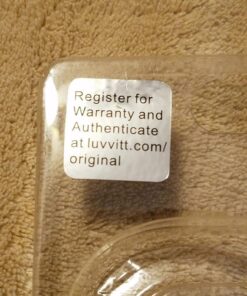 Register for
Warranty and
Authenticate
at luvvitt.com/
original